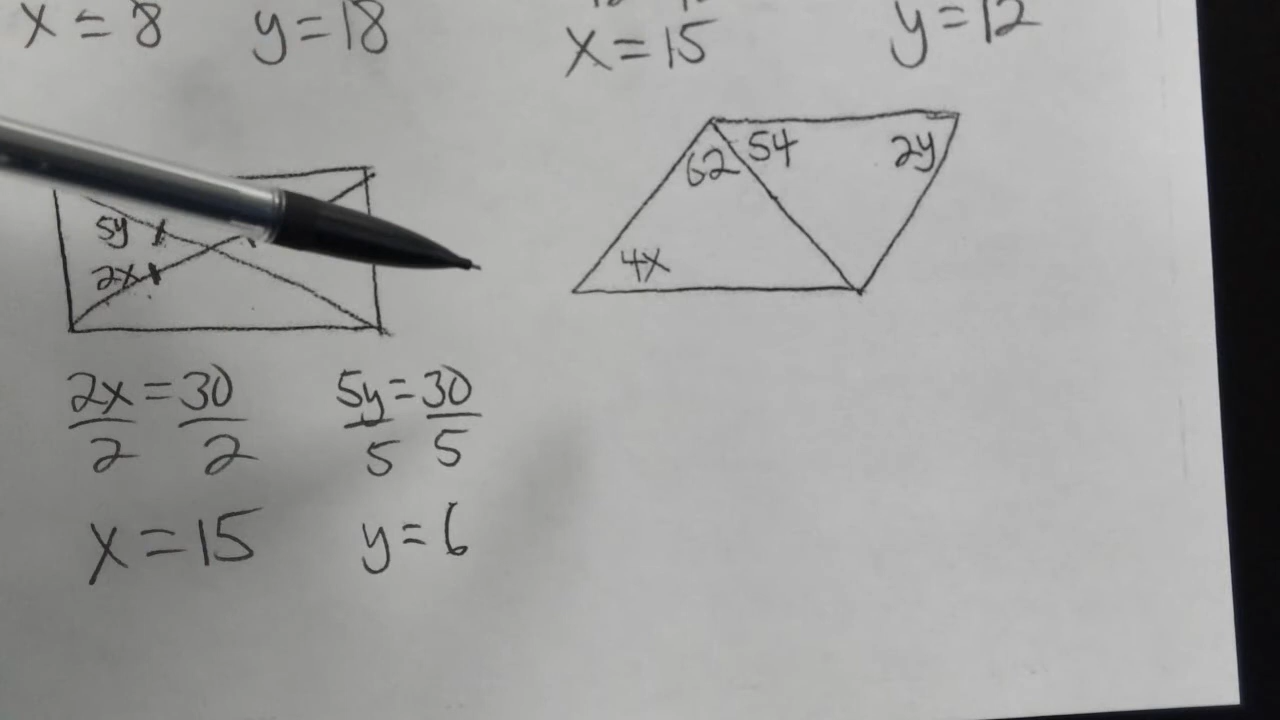 x = 8 y = 18
x = 15 y = 12
62 54 2y
4x
5y
2x
2x = 30 5y = 30
2 2 5 5
x = 15 y = 6